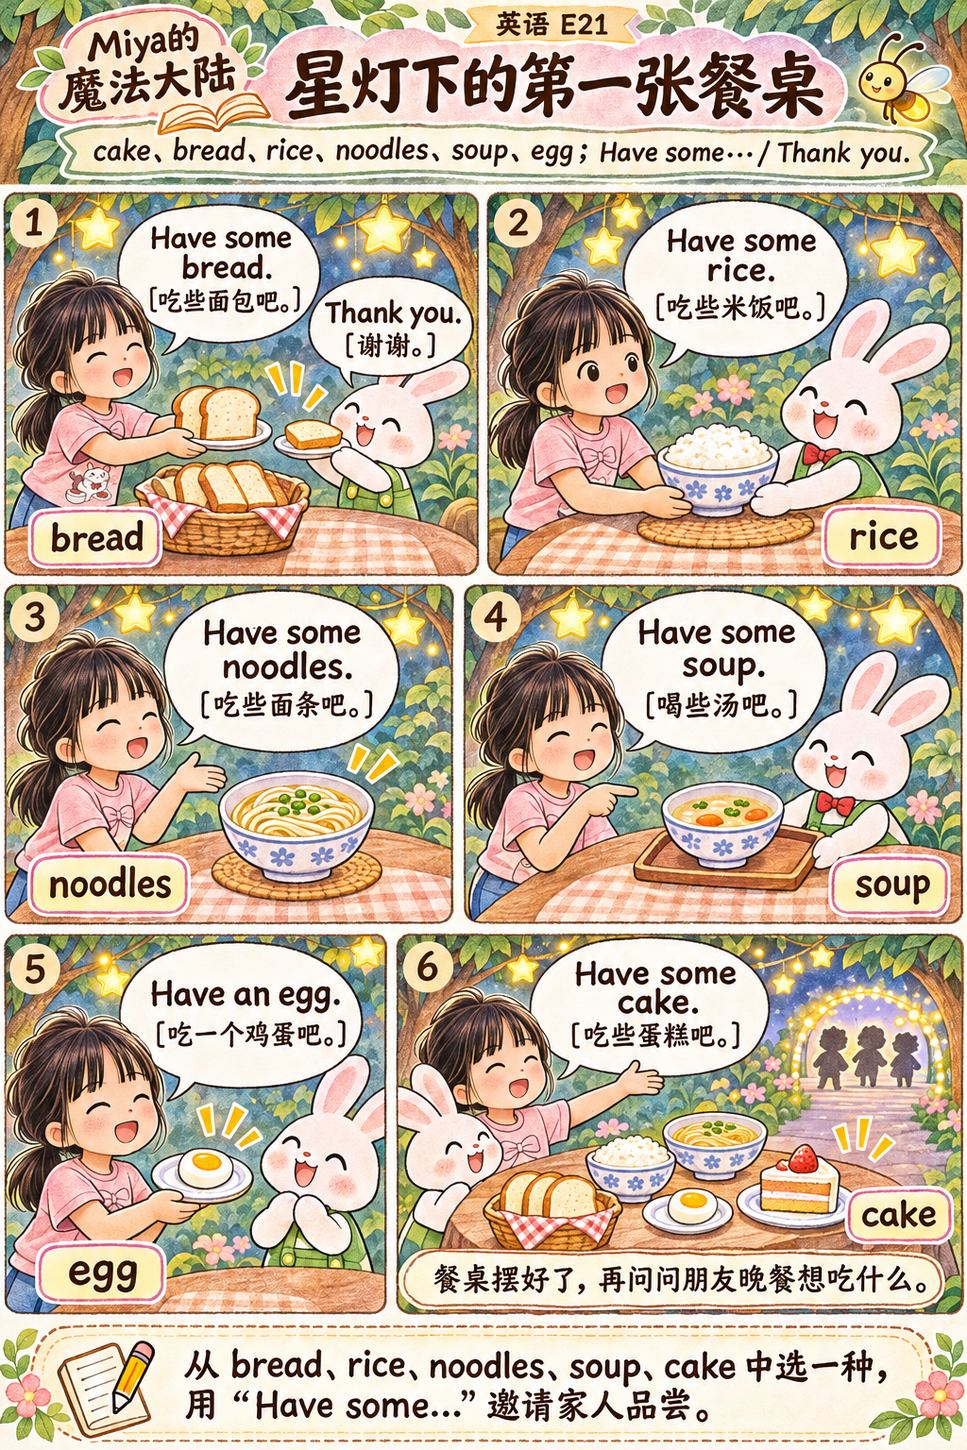 Miya的
魔法大陆
英语 E21
星灯下的第一张餐桌
cake、bread、rice、noodles、soup、egg；Have some…/ Thank you.
1
Have some
bread.
[吃些面包吧。]
Thank you.
[谢谢。]
bread
2
Have some
rice.
[吃些米饭吧。]
rice
3
Have some
noodles.
[吃些面条吧。]
noodles
4
Have some
soup.
[喝些汤吧。]
soup
5
Have an egg.
[吃一个鸡蛋吧。]
egg
6
Have some
cake.
[吃些蛋糕吧。]
cake
餐桌摆好了，再问问朋友晚餐想吃什么。
从 bread、rice、noodles、soup、cake 中选一种，
用“Have some…”邀请家人品尝。